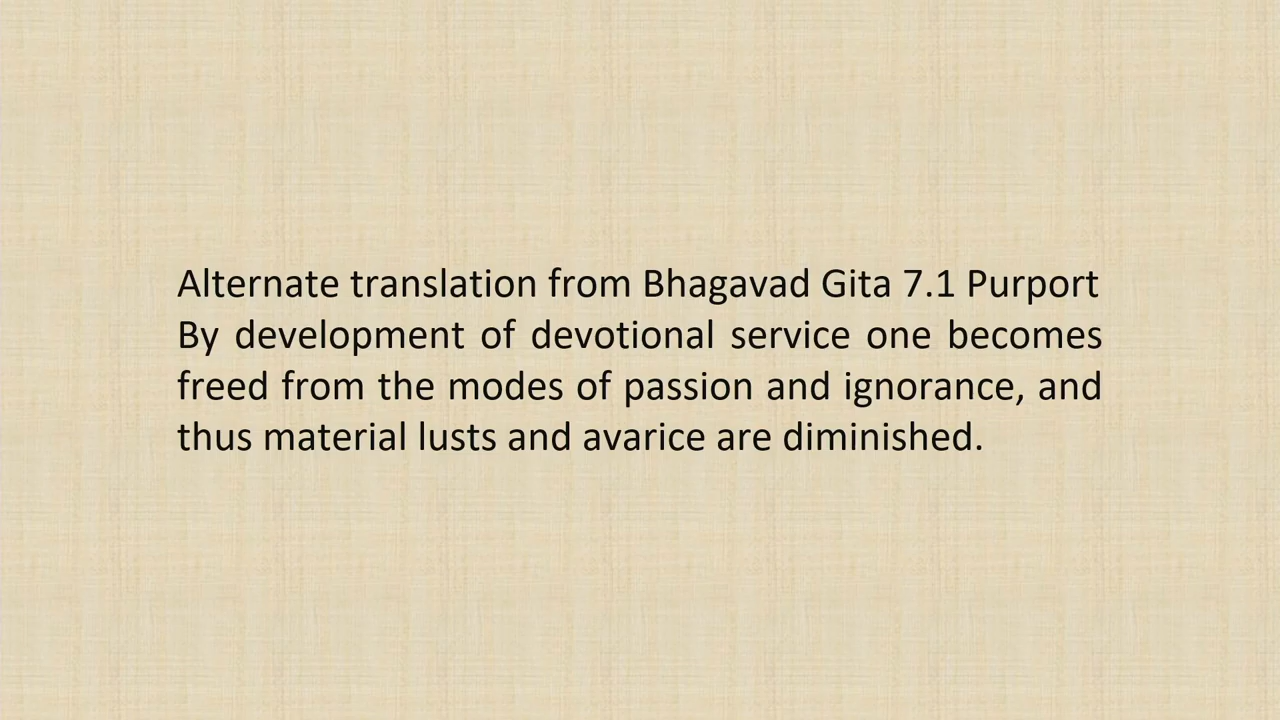 Alternate translation from Bhagavad Gita 7.1 Purport
By development of devotional service one becomes
freed from the modes of passion and ignorance, and
thus material lusts and avarice are diminished.